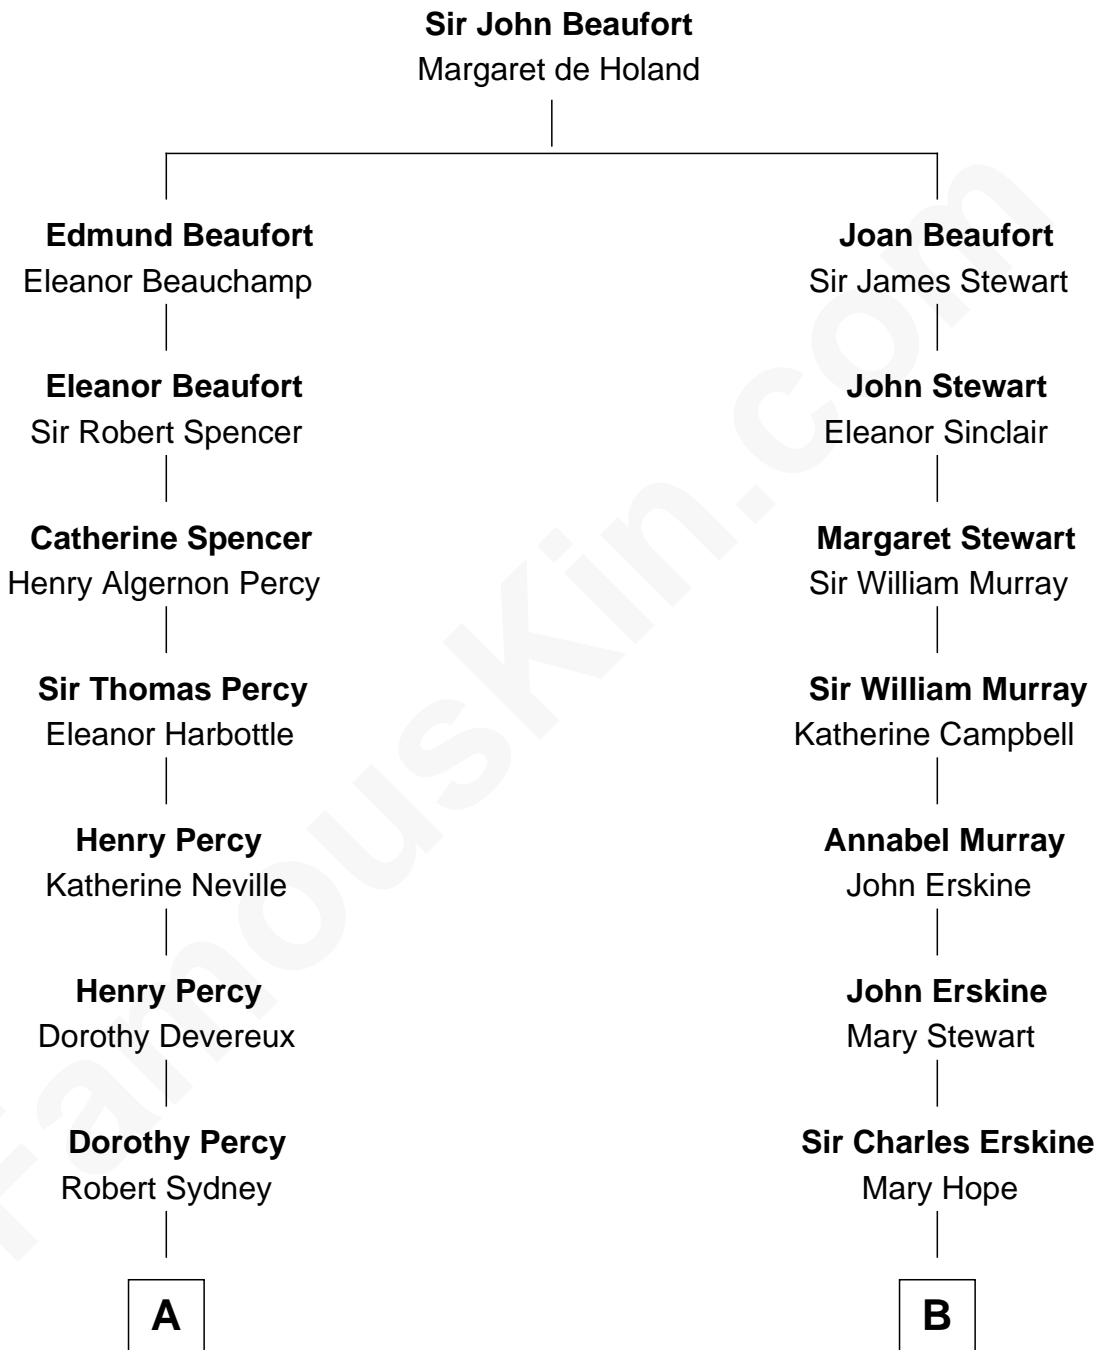 Sir John Beaufort
Margaret de Holand
Edmund Beaufort
Eleanor Beauchamp
Joan Beaufort
Sir James Stewart
Eleanor Beaufort
Sir Robert Spencer
John Stewart
Eleanor Sinclair
Catherine Spencer
Henry Algernon Percy
Margaret Stewart
Sir William Murray
Sir Thomas Percy
Eleanor Harbottle
Sir William Murray
Katherine Campbell
Henry Percy
Katherine Neville
Annabel Murray
John Erskine
Henry Percy
Dorothy Devereux
John Erskine
Mary Stewart
Dorothy Percy
Robert Sydney
Sir Charles Erskine
Mary Hope
A
B
FamousKin.com